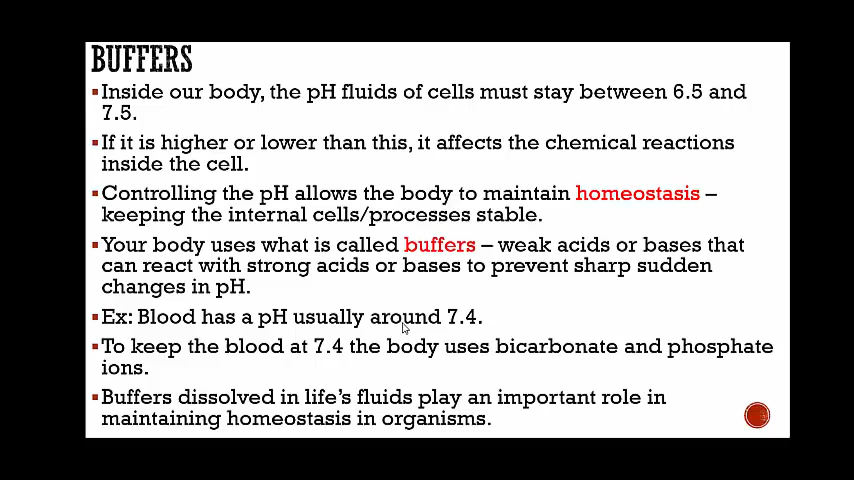 BUFFERS
Inside our body, the pH fluids of cells must stay between 6.5 and
7.5.
If it is higher or lower than this, it affects the chemical reactions
inside the cell.
Controlling the pH allows the body to maintain homeostasis –
keeping the internal cells/processes stable.
Your body uses what is called buffers – weak acids or bases that
can react with strong acids or bases to prevent sharp sudden
changes in pH.
Ex: Blood has a pH usually around 7.4.
To keep the blood at 7.4 the body uses bicarbonate and phosphate
ions.
Buffers dissolved in life's fluids play an important role in
maintaining homeostasis in organisms.